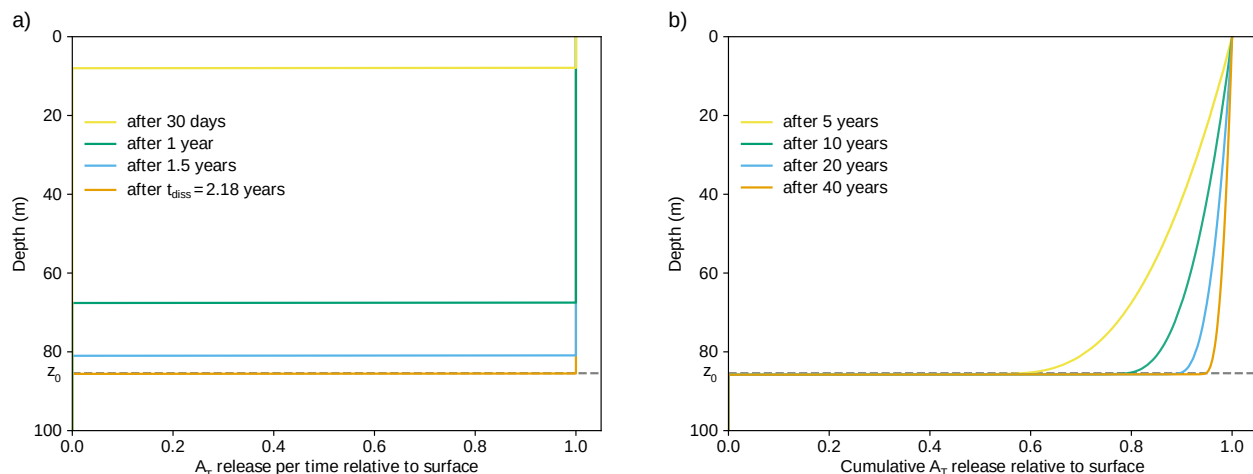 a)
0
20
40
60
80
z0
100
Depth (m)
after 30 days
after 1 year
after 1.5 years
after tdiss = 2.18 years
0.0 0.2 0.4 0.6 0.8 1.0
AT release per time relative to surface
b)
0
20
40
60
80
z0
100
Depth (m)
after 5 years
after 10 years
after 20 years
after 40 years
0.0 0.2 0.4 0.6 0.8 1.0
Cumulative AT release relative to surface